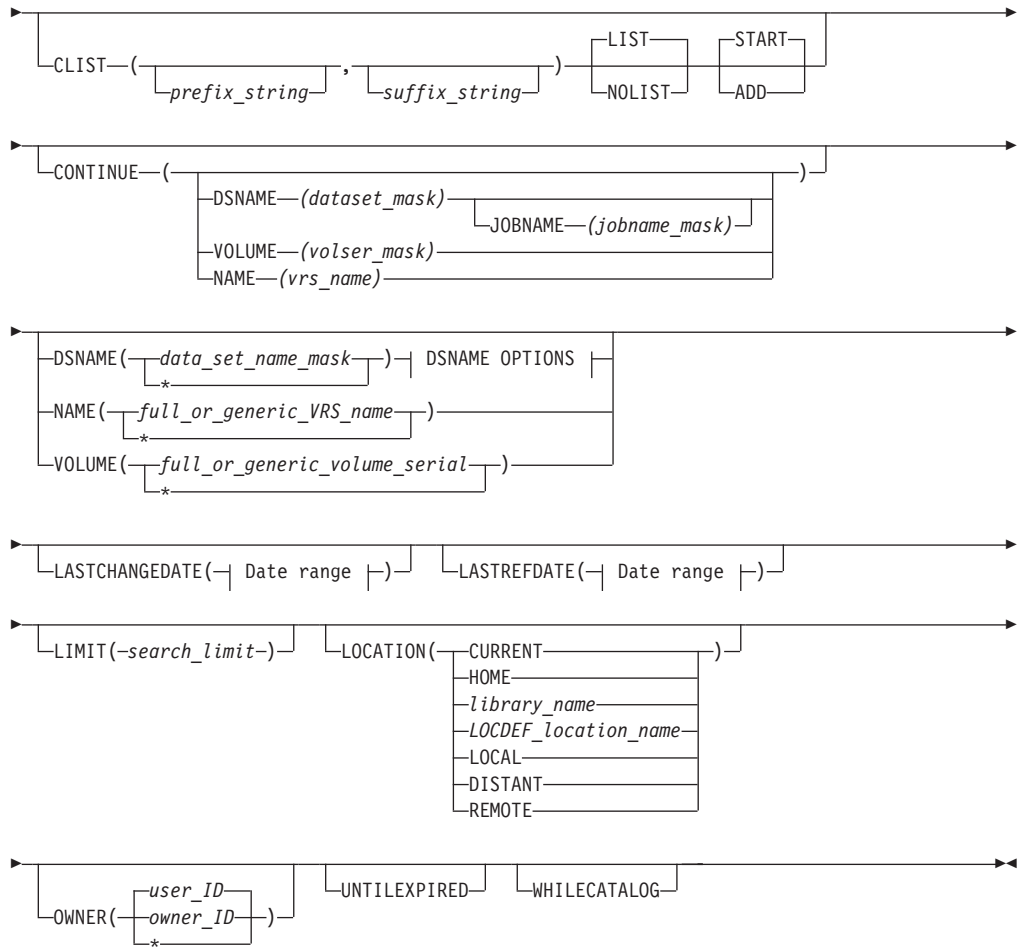 LIST START
CLIST ( , )
prefix_string suffix_string NOLIST ADD
CONTINUE ( )
DSNAME (dataset_mask)
JOBNAME (jobname_mask)
VOLUME (volser_mask)
NAME (vrs_name)
DSNAME( data_set_name_mask ) DSNAME OPTIONS
*
NAME( full_or_generic_VRS_name )
*
VOLUME( full_or_generic_volume_serial )
*
LASTCHANGEDATE( Date range ) LASTREFDATE( Date range )
LIMIT( search_limit ) LOCATION( CURRENT )
HOME
library_name
LOCDEF_location_name
LOCAL
DISTANT
REMOTE
user_ID UNTILEXPIRED WHILECATALOG
OWNER( owner_ID )
*